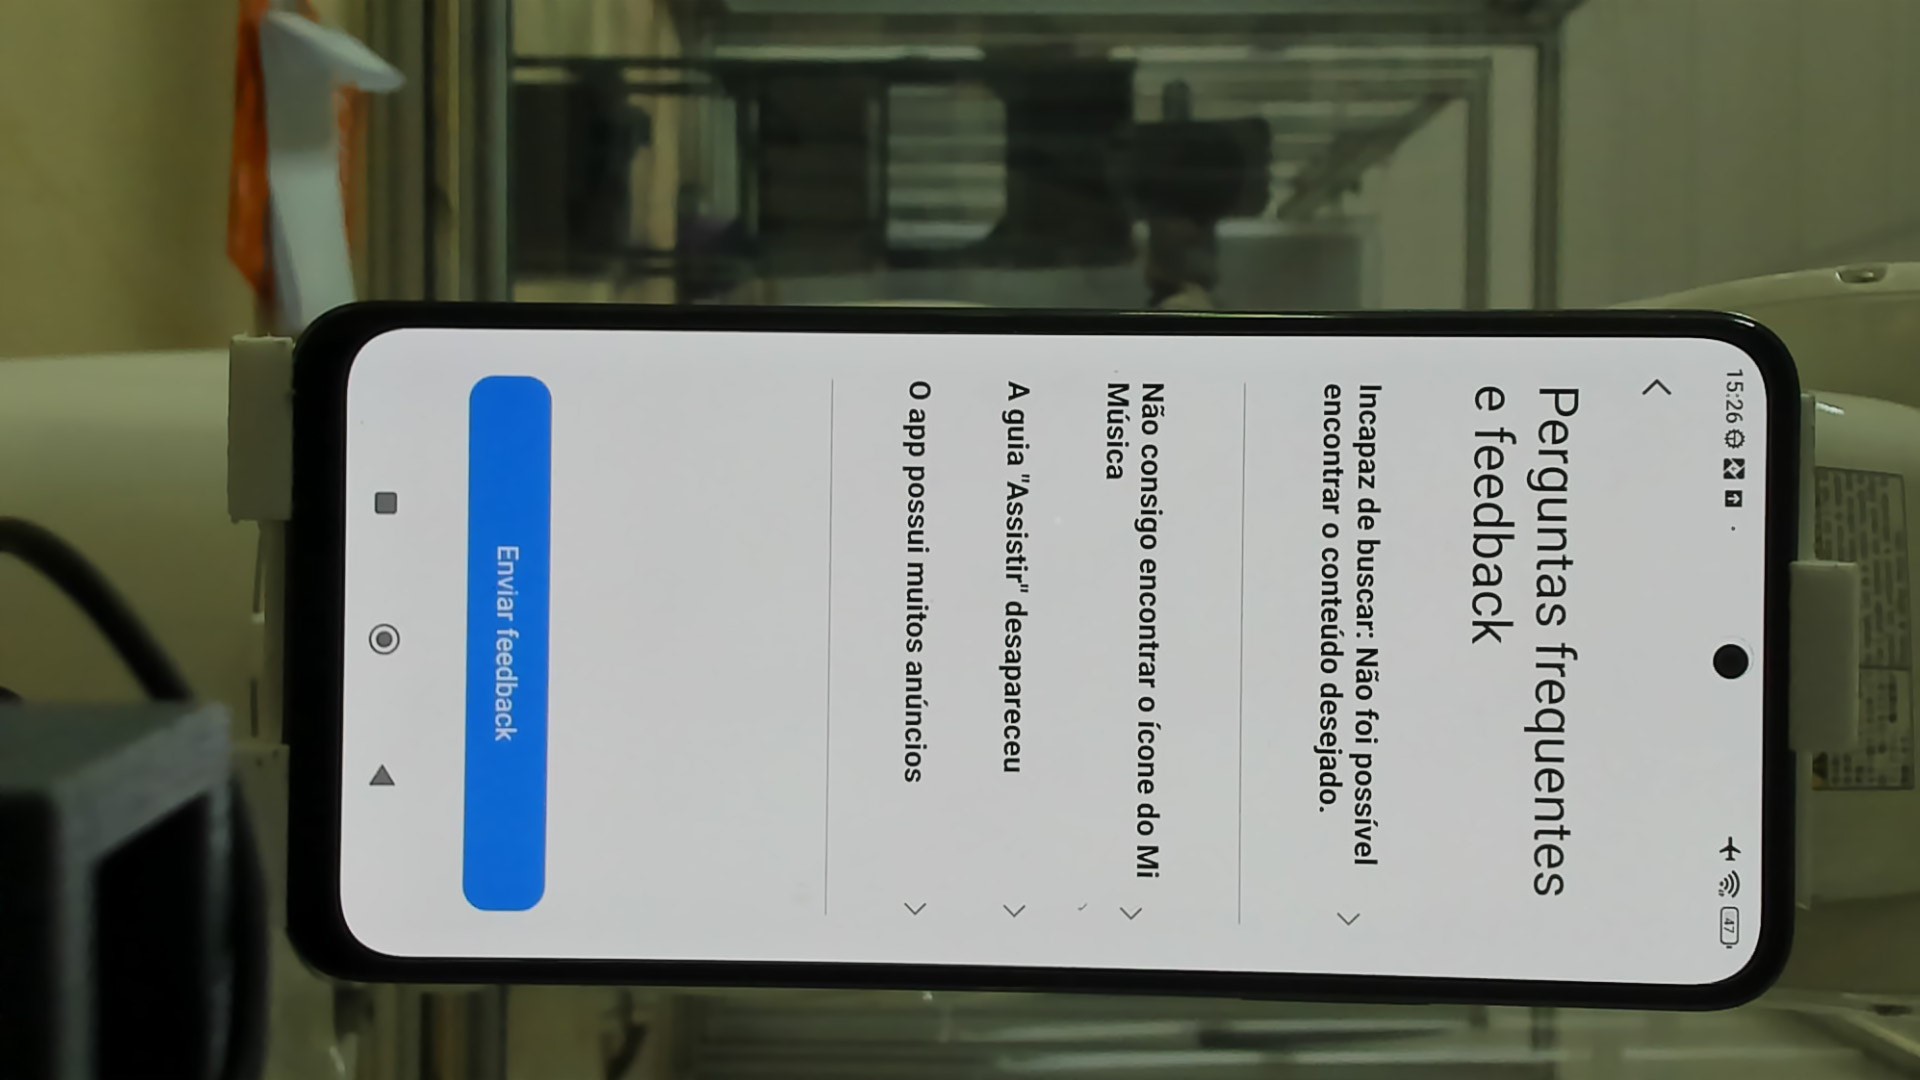 15:26
47
Perguntas frequentes
e feedback
Incapaz de buscar: Não foi possível
encontrar o conteúdo desejado.
Não consigo encontrar o ícone do Mi
Música
A guia "Assistir" desapareceu
O app possui muitos anúncios
Enviar feedback